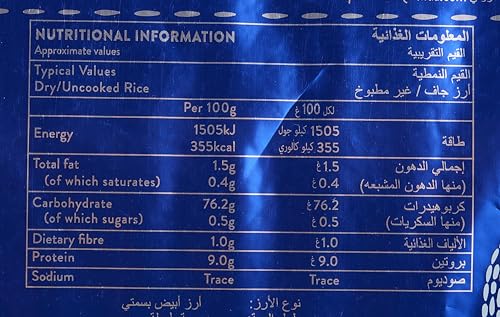 NUTRITIONAL INFORMATION المعلومات الغذائية
Approximate values القيم التقريبية
Typical Values القيم النمطية
Dry/Uncooked Rice أرز جاف / غير مطبوخ
Per 100g لكل 100 غ
Energy 1505kJ 1505 كيلو جول طاقة
355kcal 355 كيلو كالوري
Total fat 1.5g 1.5 غ إجمالي الدهون
(of which saturates) 0.4g 0.4 غ (منها الدهون المشبعه)
Carbohydrate 76.2g 76.2 غ كربوهيدرات
(of which sugars) 0.5g 0.5 غ (منها السكريات)
Dietary fibre 1.0g 1.0 غ الألياف الغذائية
Protein 9.0g 9.0 غ بروتين
Sodium Trace Trace صوديوم
نوع الأرز: أرز أبيض بسمتي